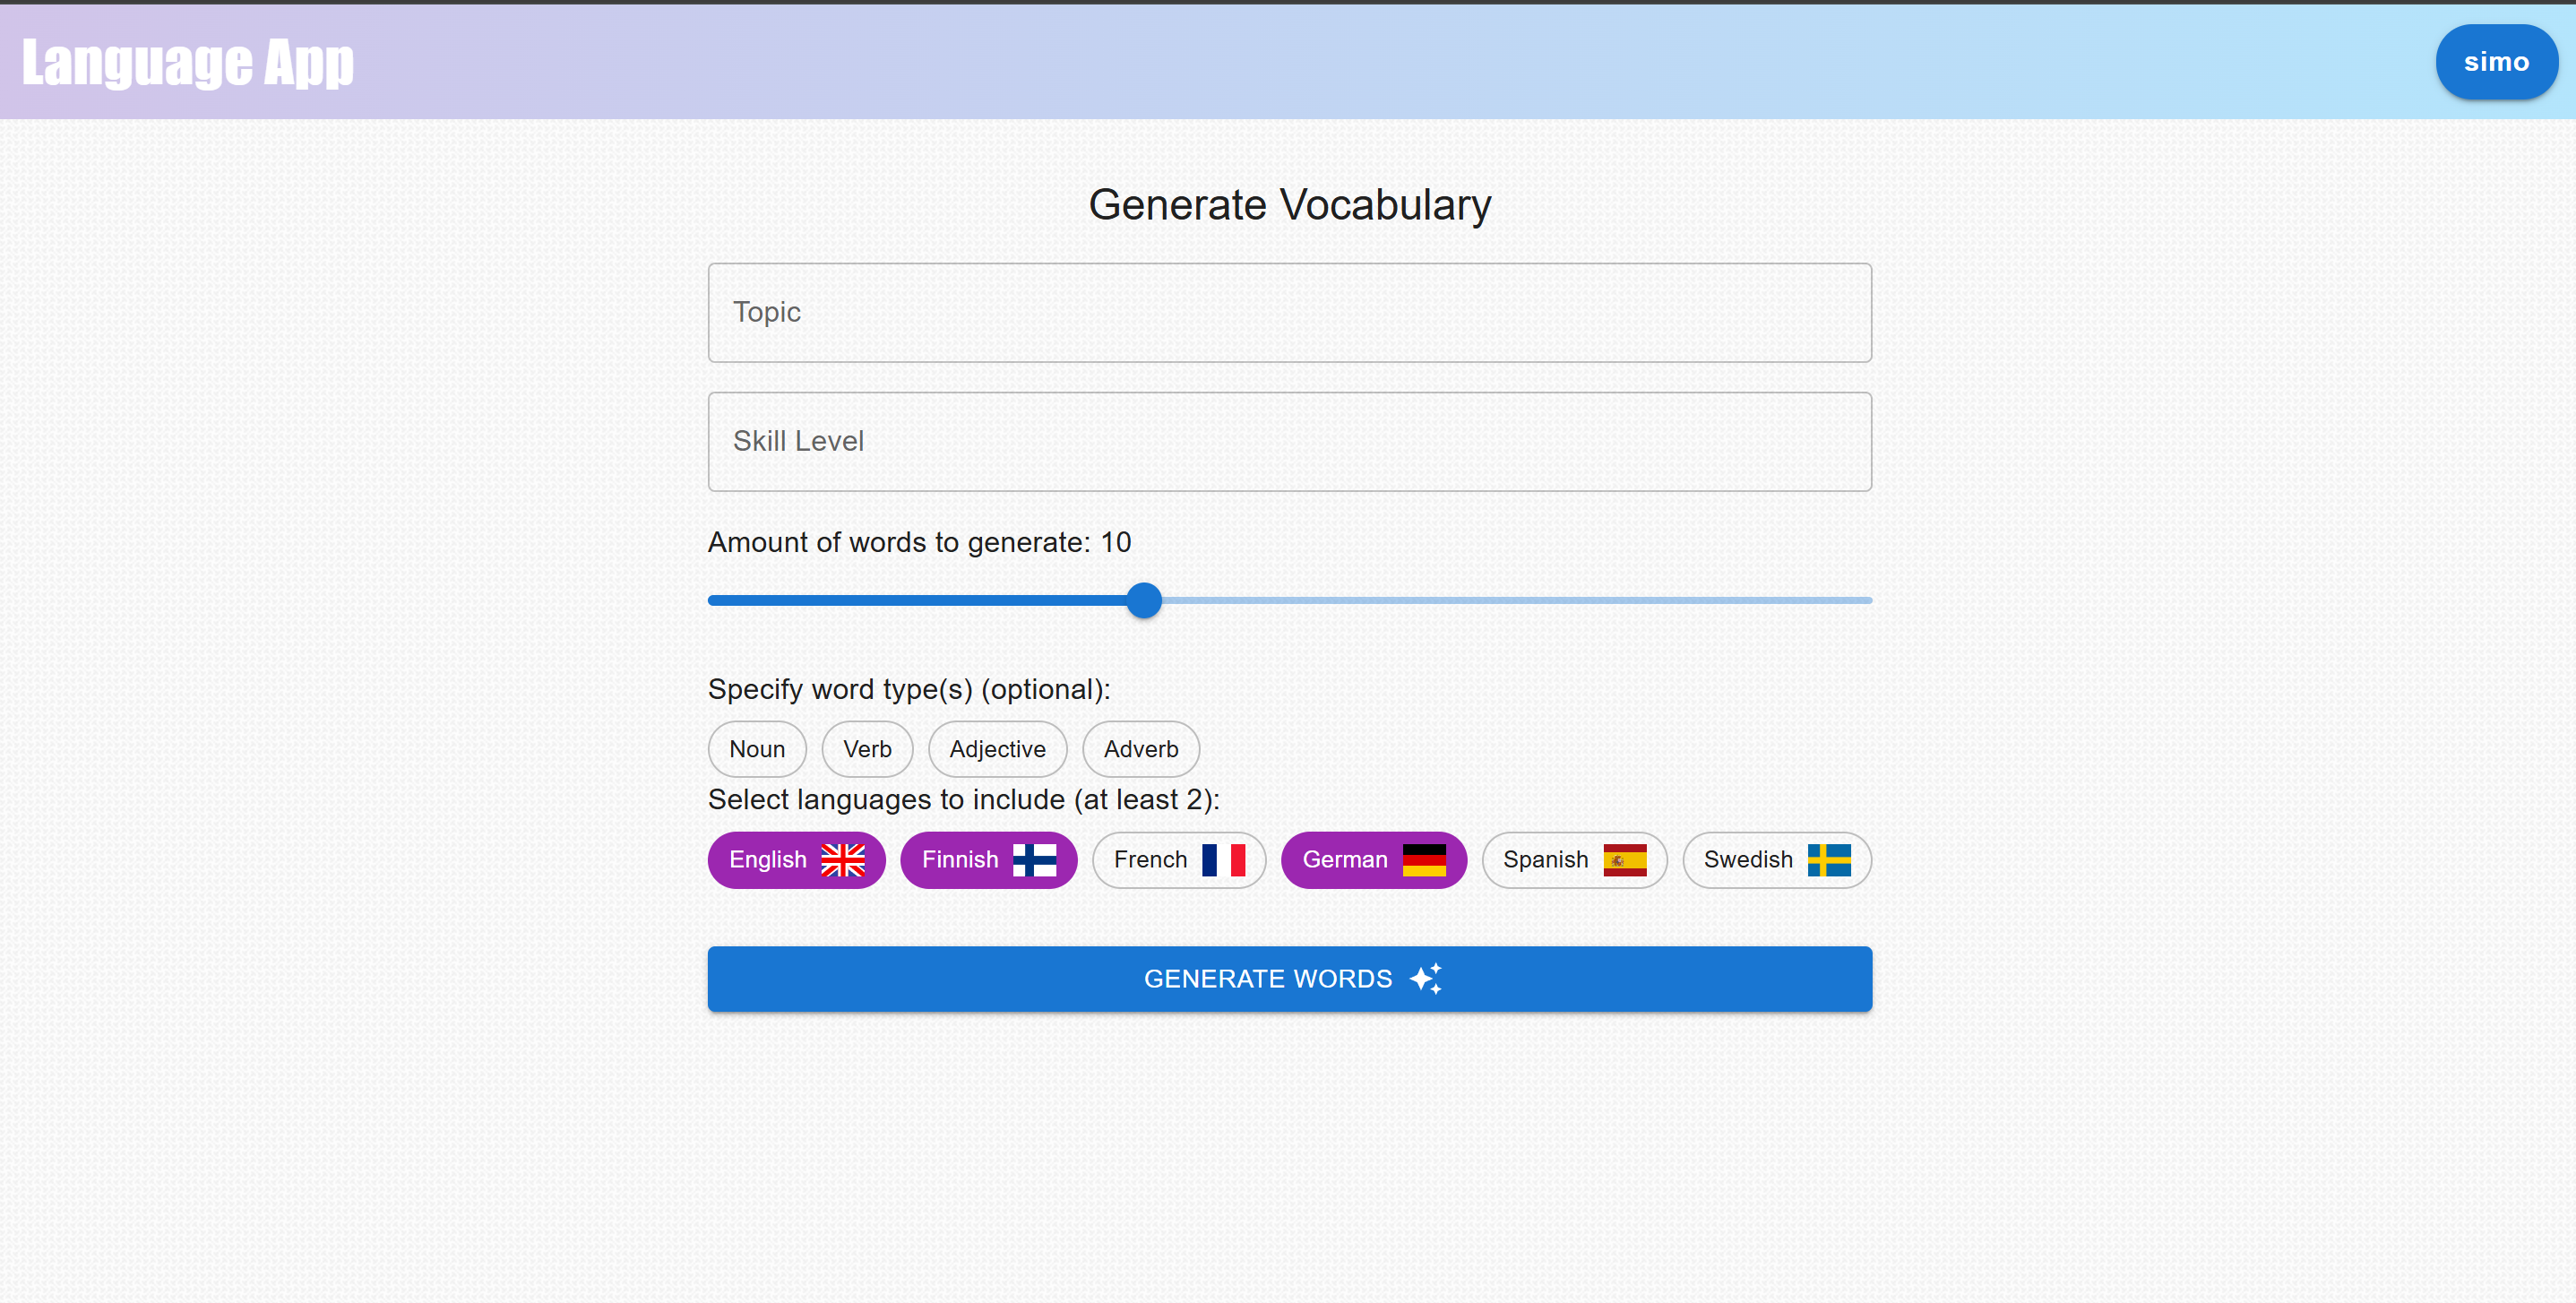 Language App
simo
Generate Vocabulary
Topic
Skill Level
Amount of words to generate: 10
Specify word type(s) (optional):
Noun Verb Adjective Adverb
Select languages to include (at least 2):
English Finnish French German Spanish Swedish
GENERATE WORDS